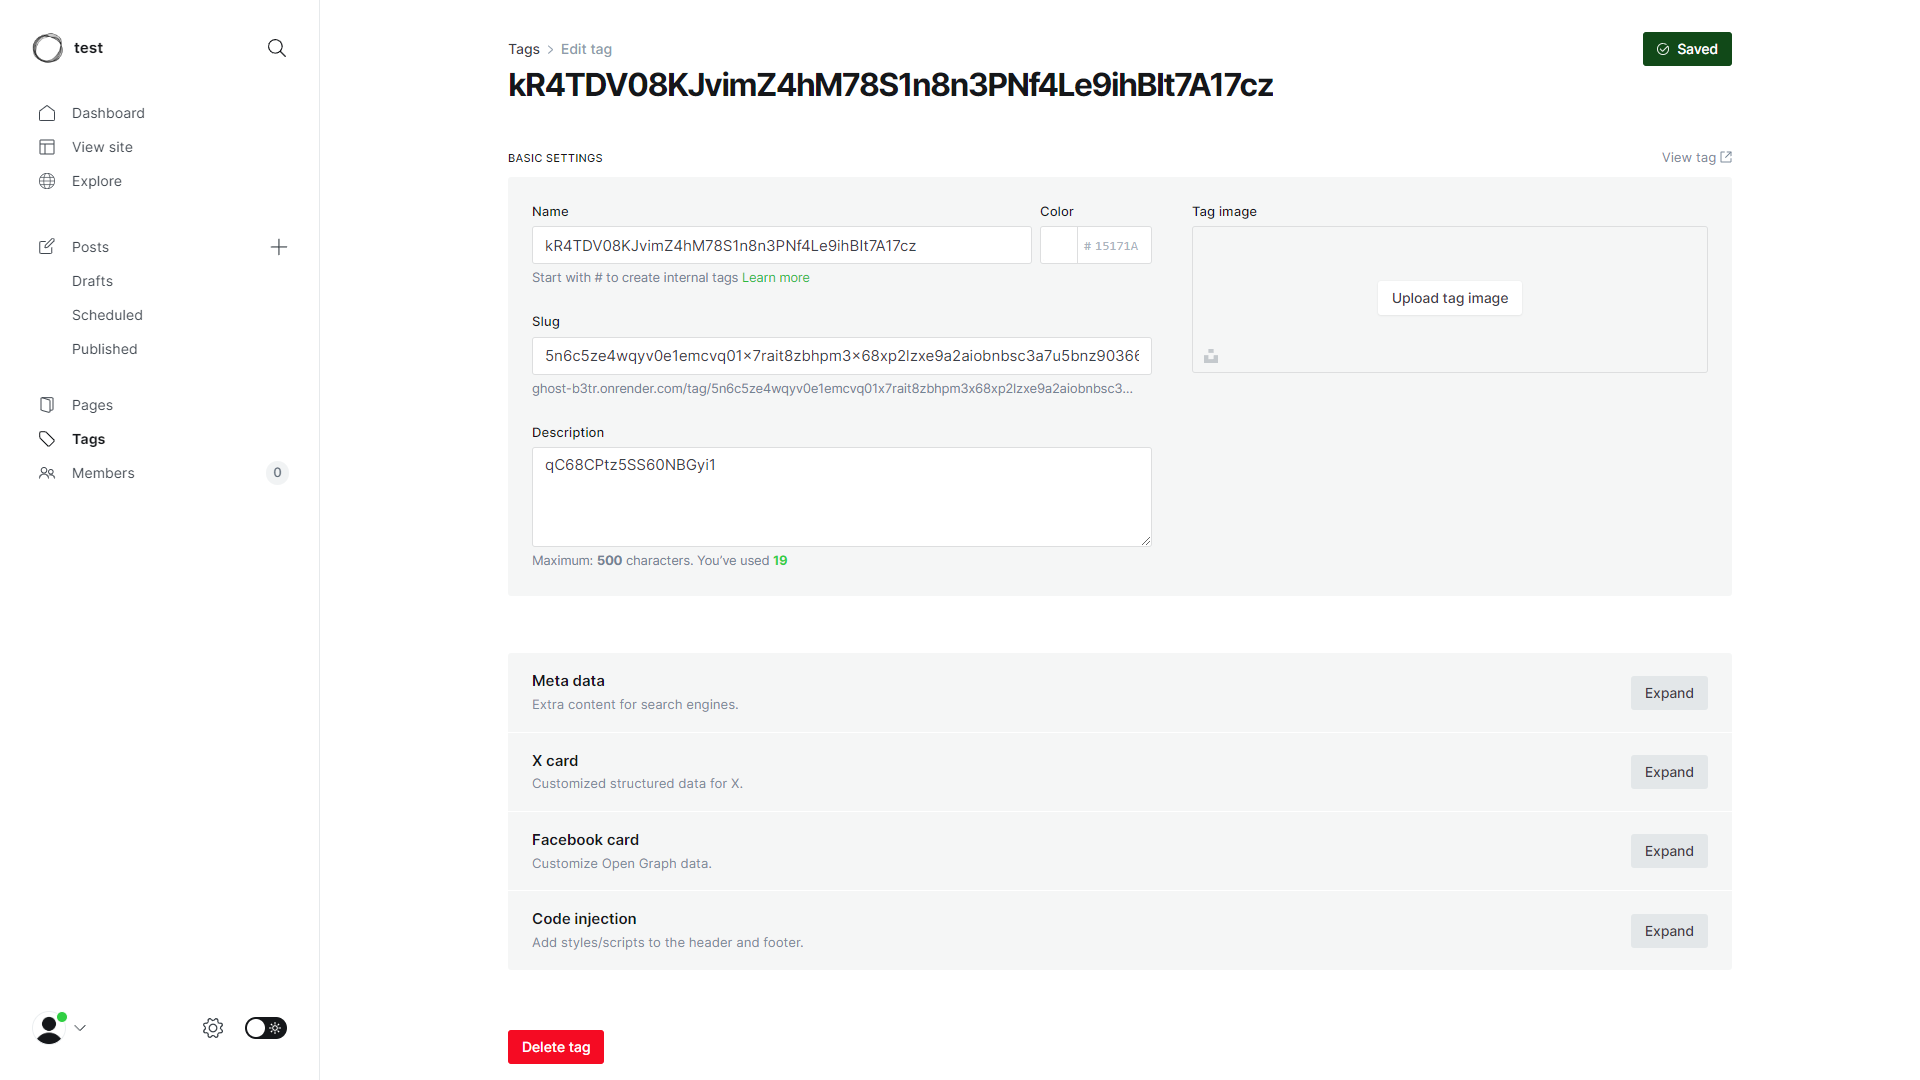 test
Dashboard
View site
Explore
Posts
Drafts
Scheduled
Published
Pages
Tags
Members 0
Tags > Edit tag
Saved
kR4TDV08KJvimZ4hM78S1n8n3PNf4Le9ihBIt7A17cz
BASIC SETTINGS
View tag
Name
kR4TDV08KJvimZ4hM78S1n8n3PNf4Le9ihBIt7A17cz
Start with # to create internal tags Learn more
Color
# 15171A
Slug
5n6c5ze4wqyv0e1emcvq01x7rait8zbhpm3x68xp2lzxe9a2aiobnbsc3a7u5bnz90366
ghost-b3tr.onrender.com/tag/5n6c5ze4wqyv0e1emcvq01x7rait8zbhpm3x68xp2lzxe9a2aiobnbsc3...
Description
qC68CPtz5SS60NBGyi1
Maximum: 500 characters. You've used 19
Tag image
Upload tag image
Meta data
Extra content for search engines.
Expand
X card
Customized structured data for X.
Expand
Facebook card
Customize Open Graph data.
Expand
Code injection
Add styles/scripts to the header and footer.
Expand
Delete tag